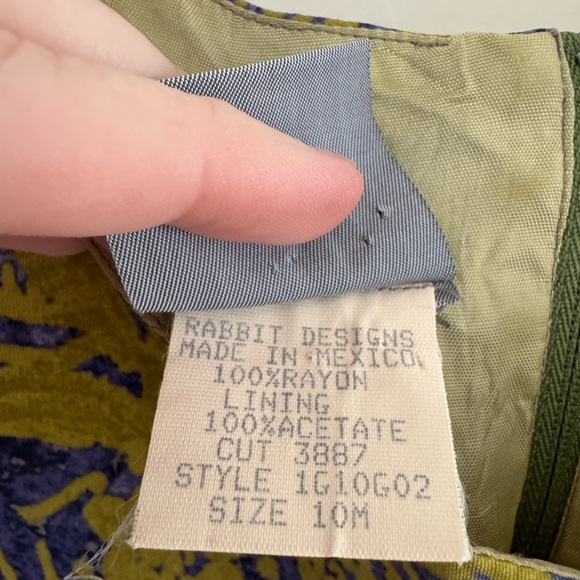 RABBIT DESIGNS
MADE IN MEXICO
100%RAYON
LINING
100%ACETATE
CUT 3887
STYLE 1G10G02
SIZE 10M